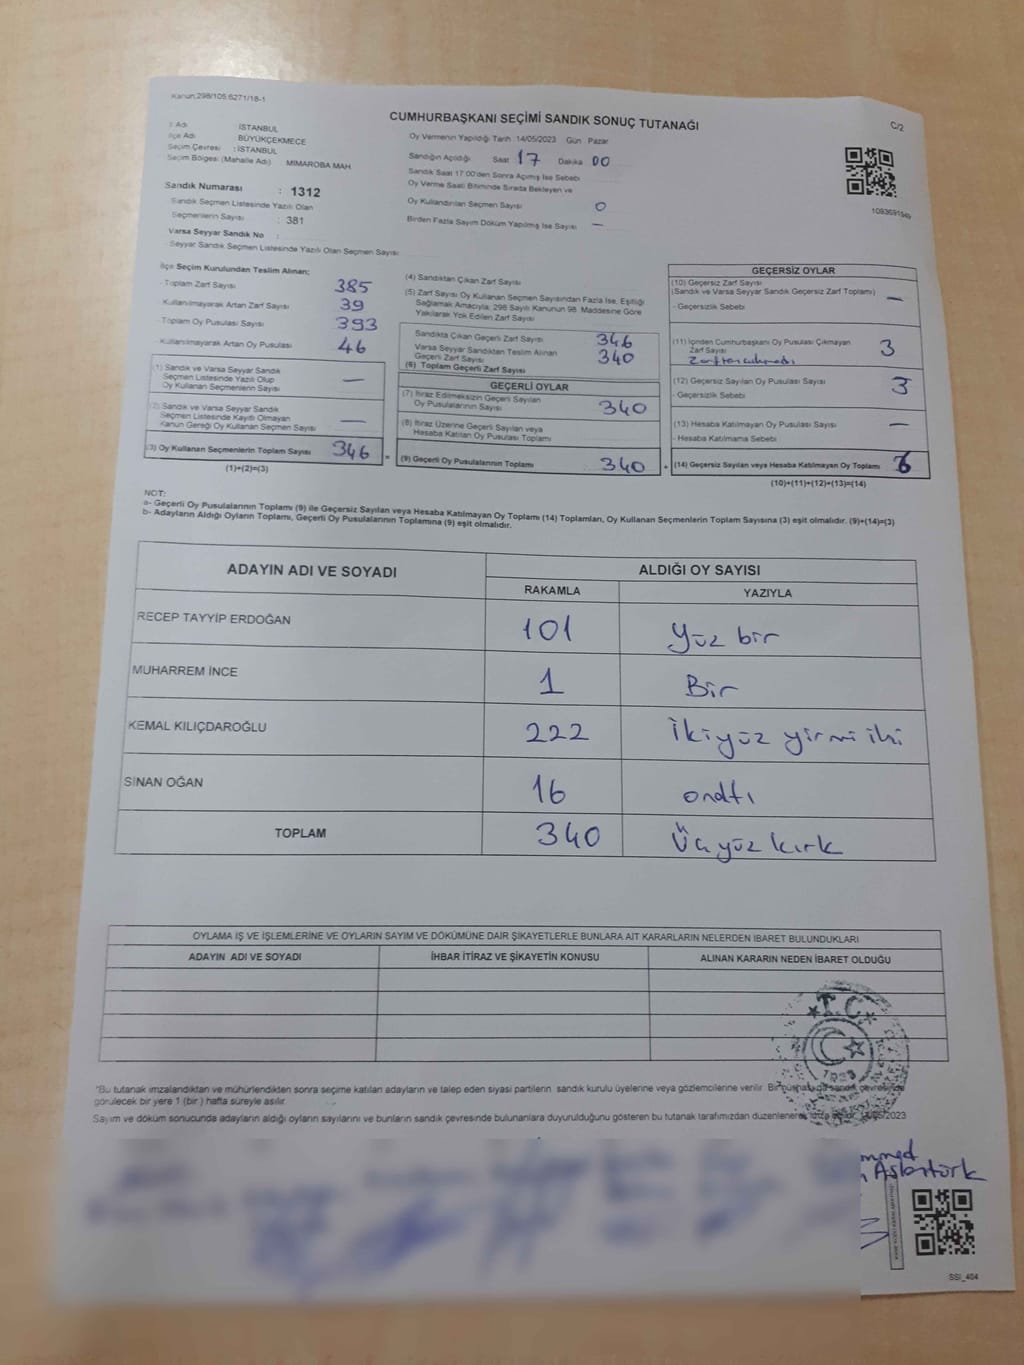 Kanun,298/105:6271/18-1
CUMHURBAŞKANI SEÇİMİ SANDIK SONUÇ TUTANAĞI
C/2
İl Adı : İSTANBUL
İlçe Adı : BÜYÜKÇEKMECE
Seçim Çevresi : İSTANBUL
Seçim Bölgesi (Mahalle Adı) MİMAROBA MAH.
Sandık Numarası : 1312
Sandık Seçmen Listesinde Yazılı Olan
Seçmenlerin Sayısı : 381
Varsa Seyyar Sandık No :
Seyyar Sandık Seçmen Listesinde Yazılı Olan Seçmen Sayısı:
Oy Vermenin Yapıldığı Tarih 14/05/2023 Gün : Pazar
Sandığın Açıldığı Saat 17 Dakika 00
Sandık Saat 17.00'den Sonra Açılmış İse Sebebi
Oy Verme Saati Bitiminde Sırada Bekleyen ve
Oy Kullandırılan Seçmen Sayısı 0
Birden Fazla Sayım Döküm Yapılmış İse Sayısı —
İlçe Seçim Kurulundan Teslim Alınan;
- Toplam Zarf Sayısı 385
- Kullanılmayarak Artan Zarf Sayısı 39
- Toplam Oy Pusulası Sayısı 393
- Kullanılmayarak Artan Oy Pusulası 46
(1) Sandık ve Varsa Seyyar Sandık
Seçmen Listesinde Yazılı Olup
Oy Kullanan Seçmenlerin Sayısı —
(2) Sandık ve Varsa Seyyar Sandık
Seçmen Listesinde Kayıtlı Olmayan
Kanun Gereği Oy Kullanan Seçmen Sayısı —
(3) Oy Kullanan Seçmenlerin Toplam Sayısı 346 =
(1)+(2)=(3)
(4) Sandıktan Çıkan Zarf Sayısı
(5) Zarf Sayısı Oy Kullanan Seçmen Sayısından Fazla İse, Eşitliği
Sağlamak Amacıyla; 298 Sayılı Kanunun 98. Maddesine Göre
Yakılarak Yok Edilen Zarf Sayısı
Sandıkta Çıkan Geçerli Zarf Sayısı 346
Varsa Seyyar Sandıkten Teslim Alınan
Geçerli Zarf Sayısı 340
(6) Toplam Geçerli Zarf Sayısı
GEÇERLİ OYLAR
(7) İtiraz Edilmeksizin Geçerli Sayılan
Oy Pusulalarının Sayısı 340
(8) İtiraz Üzerine Geçerli Sayılan veya
Hesaba Katılan Oy Pusulası Toplamı
(9) Geçerli Oy Pusulalarının Toplamı 340 +
GEÇERSİZ OYLAR
(10) Geçersiz Zarf Sayısı
(Sandık ve Varsa Seyyar Sandık Geçersiz Zarf Toplamı) —
- Geçersizlik Sebebi
(11) İçinden Cumhurbaşkanı Oy Pusulası Çıkmayan
Zarf Sayısı 3
(12) Geçersiz Sayılan Oy Pusulası Sayısı 3
- Geçersizlik Sebebi
(13) Hesaba Katılmayan Oy Pusulası Sayısı —
- Hesaba Katılmama Sebebi
(14) Geçersiz Sayılan veya Hesaba Katılmayan Oy Toplamı 6
(10)+(11)+(12)+(13)=(14)
NOT:
a- Geçerli Oy Pusulalarının Toplamı (9) ile Geçersiz Sayılan veya Hesaba Katılmayan Oy Toplamı (14) Toplamları, Oy Kullanan Seçmenlerin Toplam Sayısına (3) eşit olmalıdır. (9)+(14)=(3)
b- Adayların Aldığı Oyların Toplamı, Geçerli Oy Pusulalarının Toplamına (9) eşit olmalıdır.
ADAYIN ADI VE SOYADI ALDIĞI OY SAYISI
RAKAMLA YAZIYLA
RECEP TAYYİP ERDOĞAN 101 Yüz bir
MUHARREM İNCE 1 Bir
KEMAL KILIÇDAROĞLU 222 İkiyüz yirmi iki
SİNAN OĞAN 16 onaltı
TOPLAM 340 Üçyüz kırk
OYLAMA İŞ VE İŞLEMLERİNE VE OYLARIN SAYIM VE DÖKÜMÜNE DAİR ŞİKAYETLERLE BUNLARA AİT KARARLARIN NELERDEN İBARET BULUNDUKLARI
ADAYIN ADI VE SOYADI İHBAR İTİRAZ VE ŞİKAYETİN KONUSU ALINAN KARARIN NEDEN İBARET OLDUĞU
T.C.
1933
"Bu tutanak imzalandıktan ve mühürlendikten sonra seçime katılan adayların ve talep eden siyasi partilerin sandık kurulu üyelerine veya gözlemcilerine verilir. Bir nüshası da sandık çevresinde
görülecek bir yere 1 (bir ) hafta süreyle asılır.
Sayım ve döküm sonucunda adayların aldığı oyların sayılarını ve bunların sandık çevresinde bulunanlara duyurulduğunu gösteren bu tutanak tarafımızdan düzenlenerek
SSİ_404